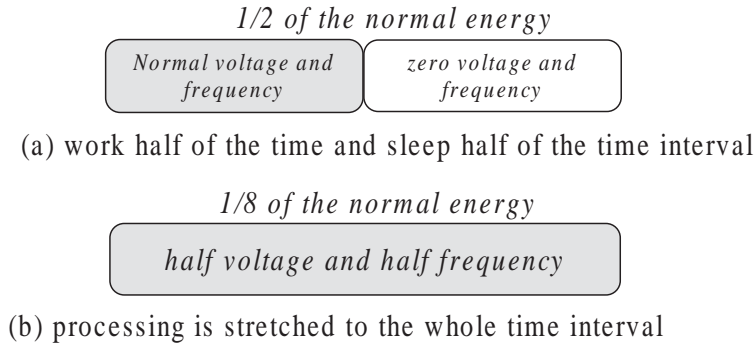 1/2 of the normal energy
Normal voltage and
frequency
zero voltage and
frequency
(a) work half of the time and sleep half of the time interval
1/8 of the normal energy
half voltage and half frequency
(b) processing is stretched to the whole time interval